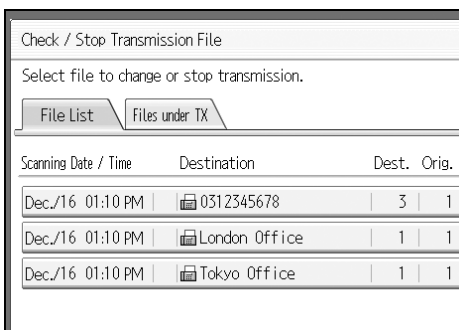 Check / Stop Transmission File
Select file to change or stop transmission.
File List Files under TX
Scanning Date / Time Destination Dest. Orig.
Dec./16 01:10 PM 0312345678 3 1
Dec./16 01:10 PM London Office 1 1
Dec./16 01:10 PM Tokyo Office 1 1